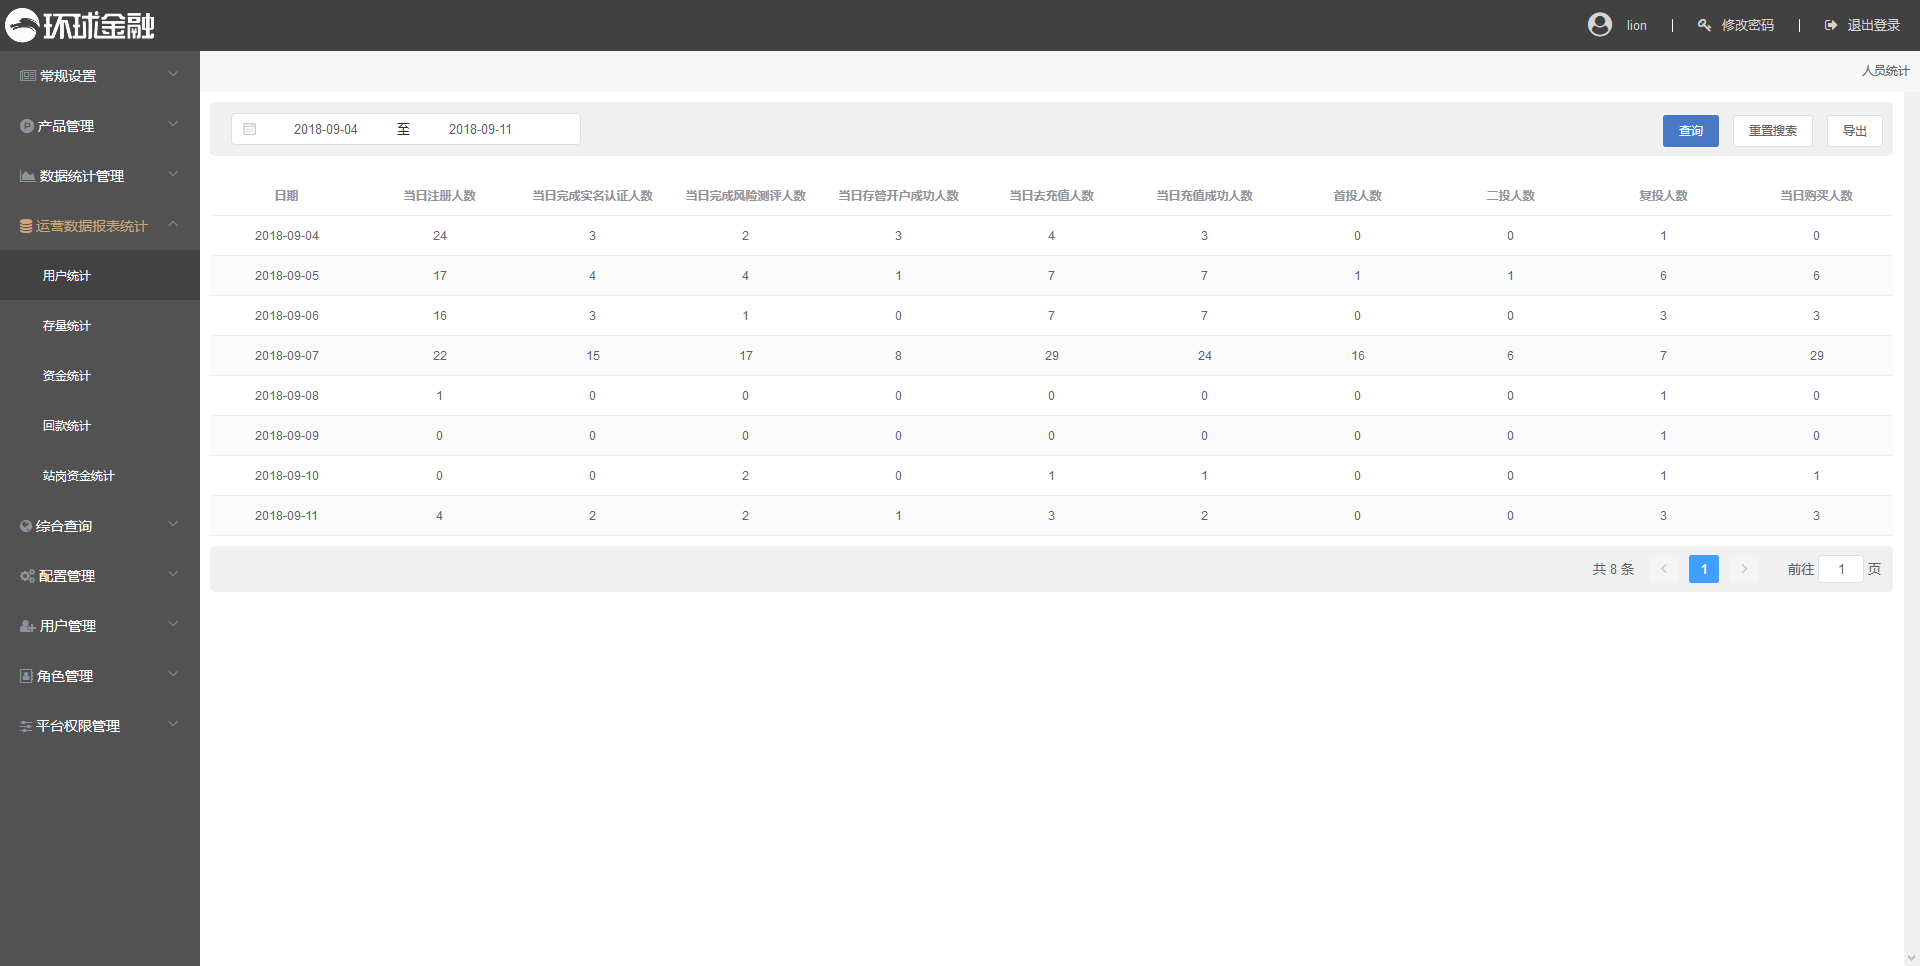 环球金融
lion | 修改密码 | 退出登录
常规设置
产品管理
数据统计管理
运营数据报表统计
用户统计
存量统计
资金统计
回款统计
站岗资金统计
综合查询
配置管理
用户管理
角色管理
平台权限管理
人员统计
2018-09-04 至 2018-09-11
查询 重置搜索 导出
日期 当日注册人数 当日完成实名认证人数 当日完成风险测评人数 当日存管开户成功人数 当日去充值人数 当日充值成功人数 首投人数 二投人数 复投人数 当日购买人数
2018-09-04 24 3 2 3 4 3 0 0 1 0
2018-09-05 17 4 4 1 7 7 1 1 6 6
2018-09-06 16 3 1 0 7 7 0 0 3 3
2018-09-07 22 15 17 8 29 24 16 6 7 29
2018-09-08 1 0 0 0 0 0 0 0 1 0
2018-09-09 0 0 0 0 0 0 0 0 1 0
2018-09-10 0 0 2 0 1 1 0 0 1 1
2018-09-11 4 2 2 1 3 2 0 0 3 3
共 8 条 1 前往 1 页